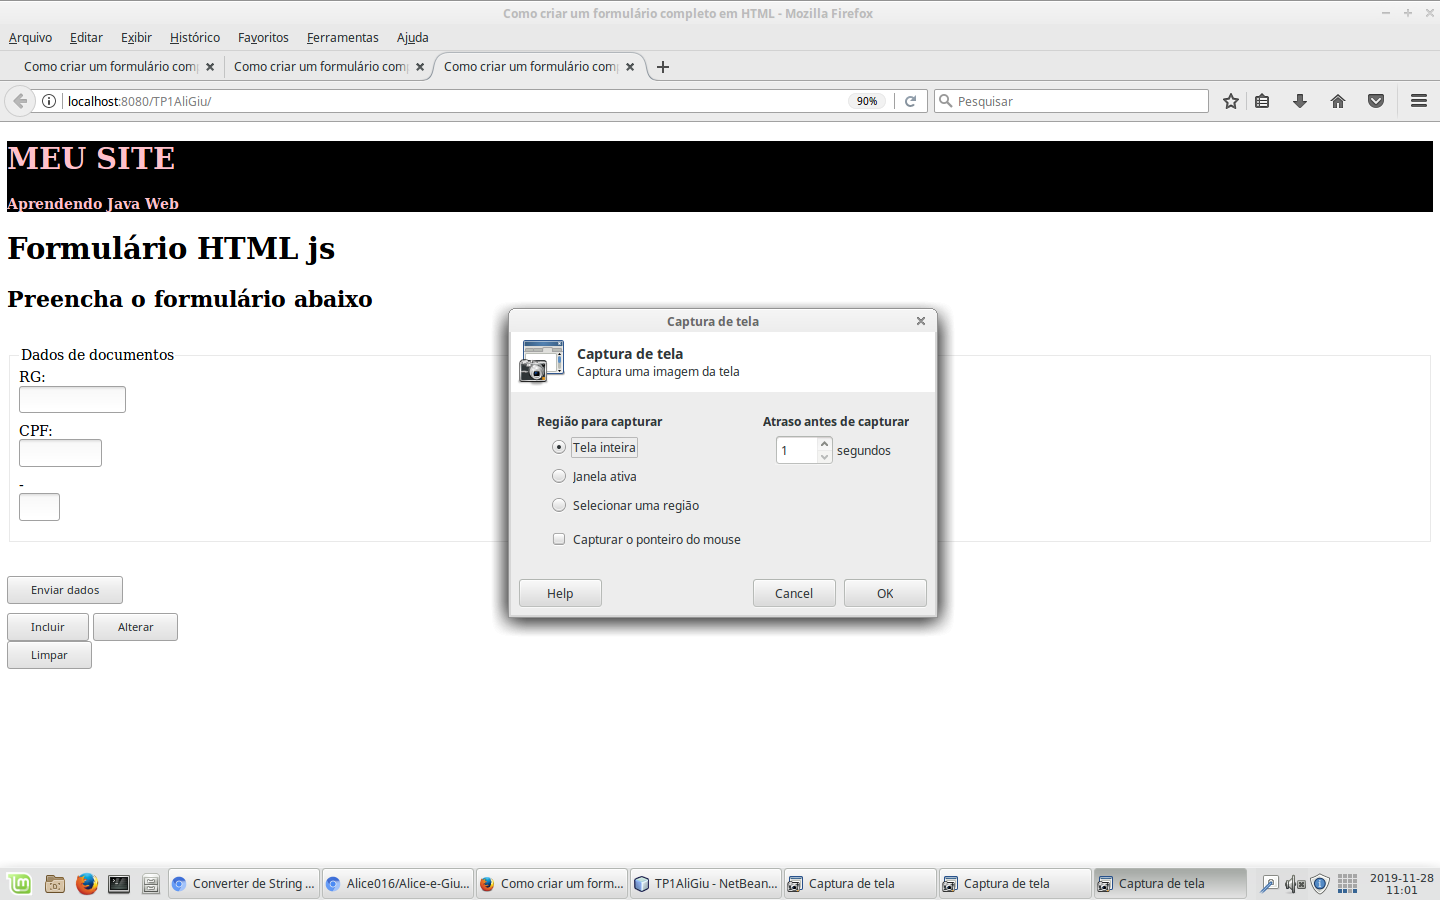 Como criar um formulário completo em HTML - Mozilla Firefox
Arquivo Editar Exibir Histórico Favoritos Ferramentas Ajuda
Como criar um formulário com Como criar um formulário com Como criar um formulário com
localhost:8080/TP1AliGiu/ 90% Pesquisar
MEU SITE
Aprendendo Java Web
Formulário HTML js
Preencha o formulário abaixo
Dados de documentos
RG:
CPF:
-
Enviar dados
Incluir Alterar
Limpar
Captura de tela
Captura de tela
Captura uma imagem da tela
Região para capturar Atraso antes de capturar
Tela inteira 1 segundos
Janela ativa
Selecionar uma região
Capturar o ponteiro do mouse
Help Cancel OK
Converter de String ... Alice016/Alice-e-Giu... Como criar um form... TP1AliGiu - NetBean... Captura de tela Captura de tela Captura de tela 2019-11-28
11:01